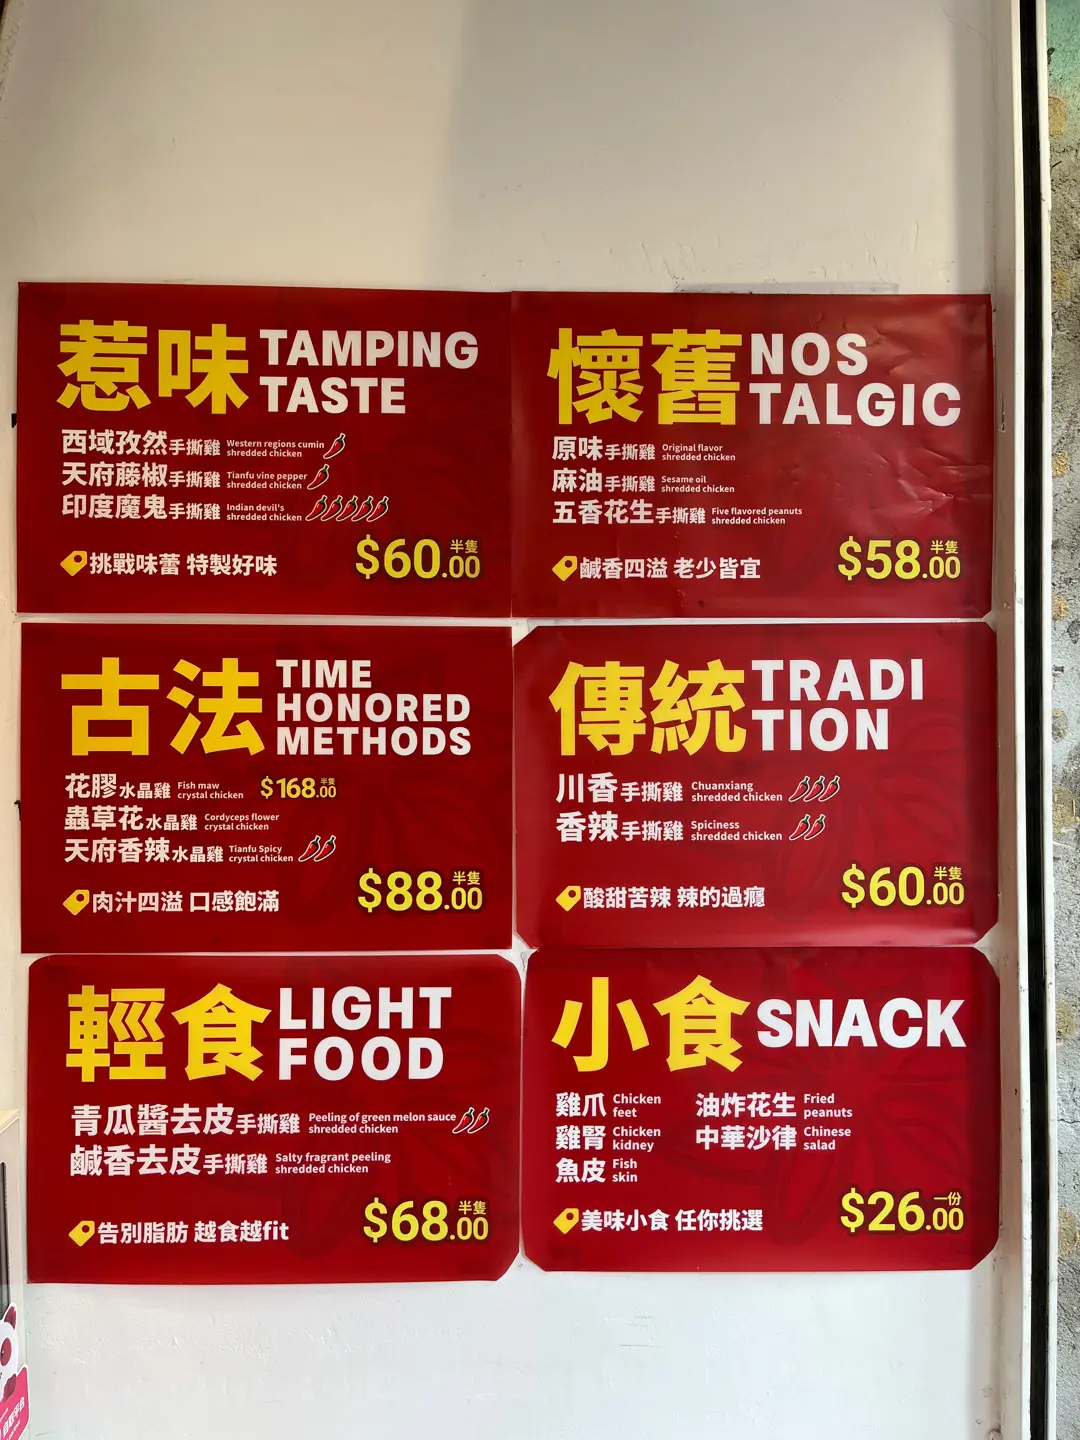 惹味 TAMPING TASTE
西域孜然手撕雞 Western regions cumin shredded chicken
天府藤椒手撕雞 Tianfu vine pepper shredded chicken
印度魔鬼手撕雞 Indian devil's shredded chicken
挑戰味蕾 特製好味 $60.00 半隻
懷舊 NOS TALGIC
原味手撕雞 Original flavor shredded chicken
麻油手撕雞 Sesame oil shredded chicken
五香花生手撕雞 Five flavored peanuts shredded chicken
鹹香四溢 老少皆宜 $58.00 半隻
古法 TIME HONORED METHODS
花膠水晶雞 Fish maw crystal chicken $168.00 半隻
蟲草花水晶雞 Cordyceps flower crystal chicken
天府香辣水晶雞 Tianfu Spicy crystal chicken
肉汁四溢 口感飽滿 $88.00 半隻
傳統 TRADI TION
川香手撕雞 Chuanxiang shredded chicken
香辣手撕雞 Spiciness shredded chicken
酸甜苦辣 辣的過癮 $60.00 半隻
輕食 LIGHT FOOD
青瓜醬去皮手撕雞 Peeling of green melon sauce shredded chicken
鹹香去皮手撕雞 Salty fragrant peeling shredded chicken
告別脂肪 越食越fit $68.00 半隻
小食 SNACK
雞爪 Chicken feet 油炸花生 Fried peanuts
雞腎 Chicken kidney 中華沙律 Chinese salad
魚皮 Fish skin
美味小食 任你挑選 $26.00 一份